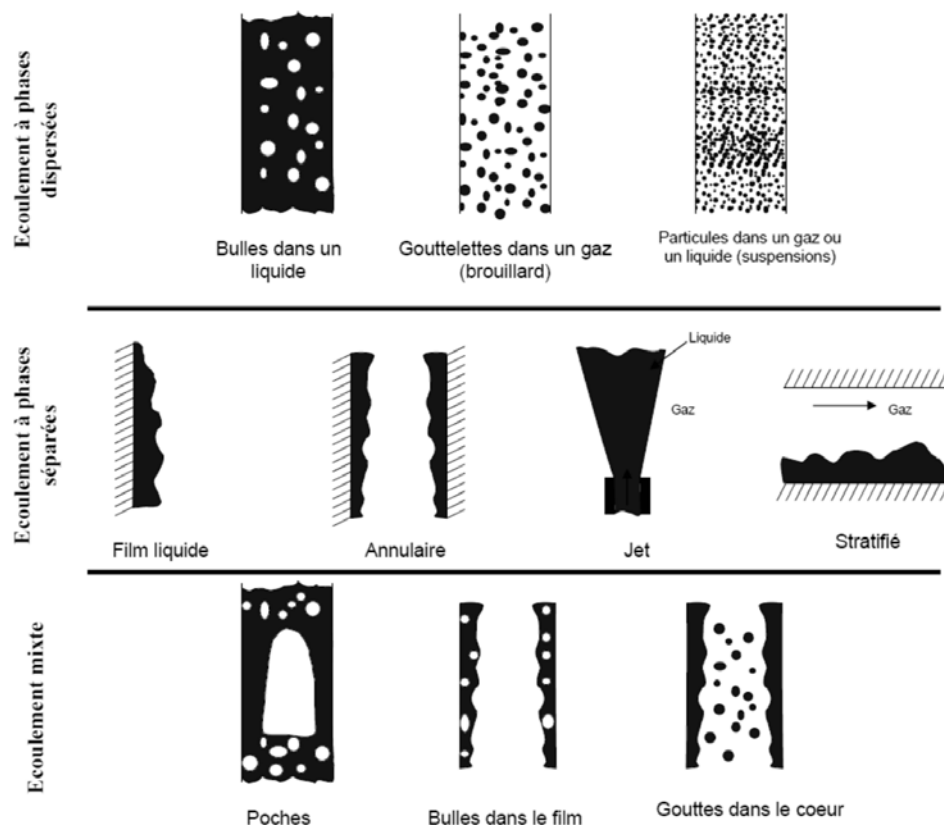 Ecoulement à phases
dispersées
Bulles dans un
liquide
Gouttelettes dans un gaz
(brouillard)
Particules dans un gaz ou
un liquide (suspensions)
Ecoulement à phases
séparées
Liquide
Gaz
Gaz
Film liquide
Annulaire
Jet
Stratifié
Ecoulement mixte
Poches
Bulles dans le film
Gouttes dans le coeur